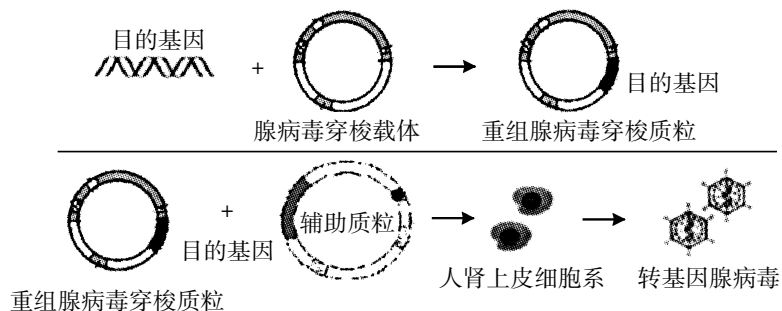 目的基因
+
目的基因
腺病毒穿梭载体
重组腺病毒穿梭质粒
+
目的基因
辅助质粒
重组腺病毒穿梭质粒
人肾上皮细胞系
转基因腺病毒